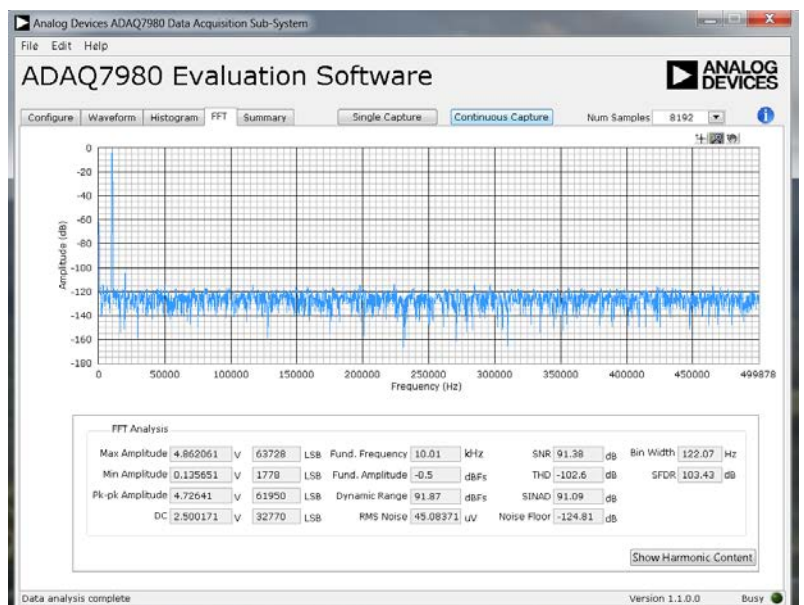 Analog Devices ADAQ7980 Data Acquisition Sub-System
File Edit Help
ADAQ7980 Evaluation Software
ANALOG DEVICES
Configure Waveform Histogram FFT Summary Single Capture Continuous Capture Num Samples 8192
0
-20
-40
-60
-80
-100
-120
-140
-160
-180
Amplitude (dB)
0 50000 100000 150000 200000 250000 300000 350000 400000 450000 499878
Frequency (Hz)
FFT Analysis
Max Amplitude 4.862061 V 63728 LSB Fund. Frequency 10.01 kHz SNR 91.38 dB Bin Width 122.07 Hz
Min Amplitude 0.135651 V 1778 LSB Fund. Amplitude -0.5 dBFs THD -102.6 dB SFDR 103.43 dB
Pk-pk Amplitude 4.72641 V 61950 LSB Dynamic Range 91.87 dBFs SINAD 91.09 dB
DC 2.500171 V 32770 LSB RMS Noise 45.08371 uV Noise Floor -124.81 dB
Show Harmonic Content
Data analysis complete Version 1.1.0.0 Busy